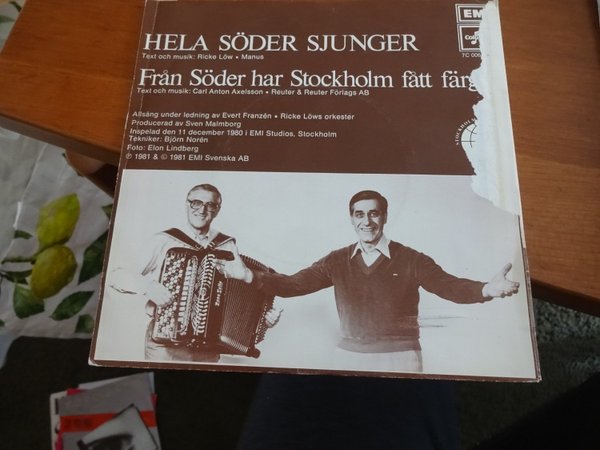 HELA SÖDER SJUNGER
Text och musik: Ricke Löw • Manus
Från Söder har Stockholm fått färg
Text och musik: Carl Anton Axelsson • Reuter & Reuter Förlags AB
Allsång under ledning av Evert Franzén • Ricke Löws orkester
Producerad av Sven Malmborg
Inspelad den 11 december 1980 i EMI Studios, Stockholm
Tekniker: Björn Norén
Foto: Elon Lindberg
℗ 1981 & © 1981 EMI Svenska AB
EMI
7C 006